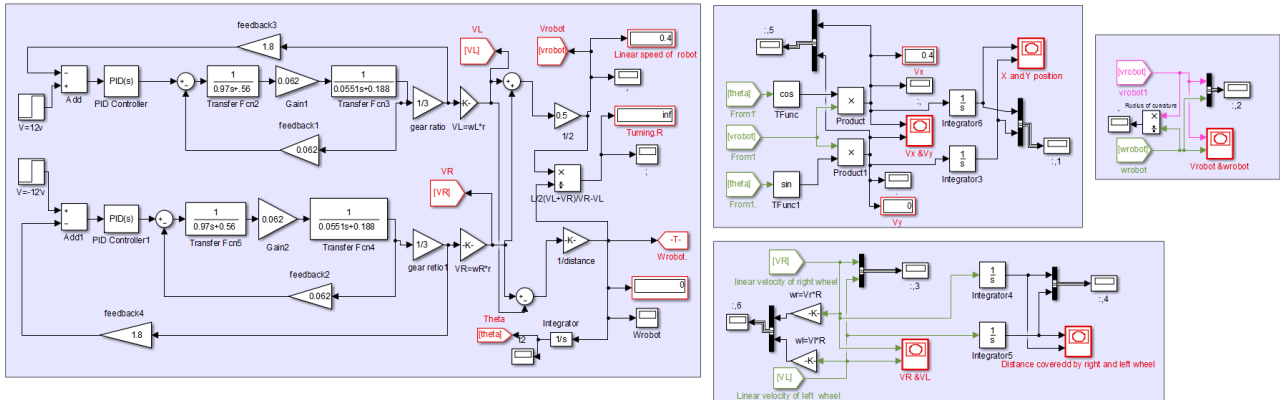 feedback3
1.8
VL
[VL]
Vrobot
[vrobot]
0.4
Linear speed of robot
Add
PID(s)
PID Controller
1
0.97s+.56
Transfer Fcn2
0.062
Gain1
1
0.0551s+0.188
Transfer Fcn3
1/3
gear ratio
-K-
VL=wL*r
0.5
1/2
V=12v
feedback1
0.062
inf
Turning.R
L/2(VL+VR)/VR-VL
VR
[VR]
V=-12v
Add1
PID(s)
PID Controller1
1
0.97s+0.56
Transfer Fcn5
0.062
Gain2
1
0.0551s+0.188
Transfer Fcn4
1/3
gear ratio1
-K-
VR=wR*r
-K-
1/distance
-T-
Wrobot.
feedback2
0.062
0
feedback4
1.8
Theta
[theta]
t2
Integrator
1/s
Wrobot
:,5
0.4
Vx
X and Y position
[theta]
From1'
cos
TFunc
Product
1
s
Integrator6
[vrobot]
From1
Vx &Vy
Product1
1
s
Integrator3
:,1
[theta]
From1,
sin
TFunc1
0
Vy
[vrobot]
vrobot1
:,2
Rudius of curvature
[wrobot]
wrobot
Vrobot &wrobot
[VR]
linear velocity of right wheel
:,3
1
s
Integrator4
:,4
:,6
wr=Vr*R
-K-
wl=Vl*R
-K-
1
s
Integrator5
Distance coveredd by right and left wheel
VR &VL
[VL]
Linear velocity of left wheel